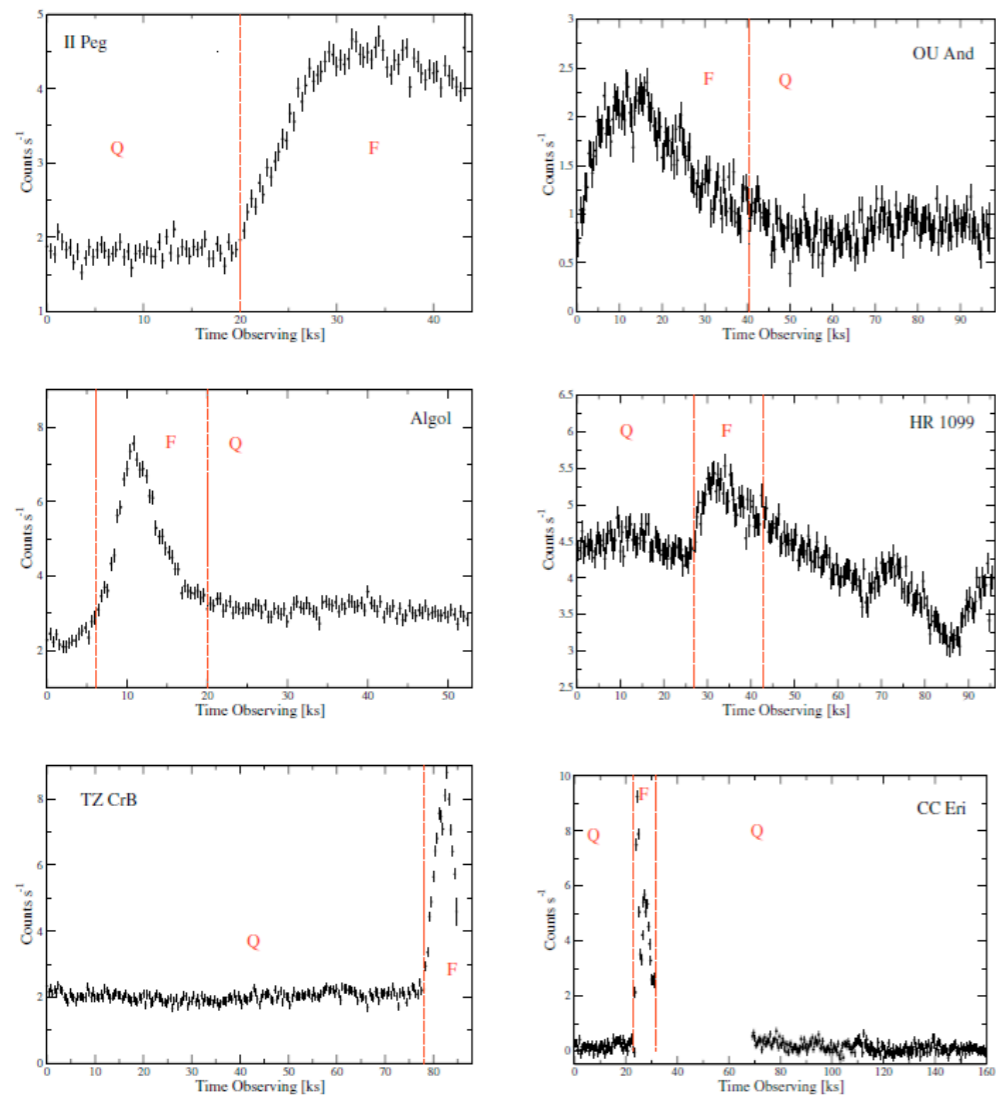 II Peg
Q
F
Counts s-1
5
4
3
2
1
0 10 20 30 40
Time Observing [ks]
OU And
F
Q
Counts s-1
3
2.5
2
1.5
1
0.5
0
0 10 20 30 40 50 60 70 80 90
Time Observing [ks]
Algol
F
Q
Counts s-1
8
6
4
2
0 10 20 30 40 50
Time Observing [ks]
HR 1099
Q
F
Counts s-1
6.5
6
5.5
5
4.5
4
3.5
3
2.5
0 10 20 30 40 50 60 70 80 90
Time Observing [ks]
TZ CrB
Q
F
Counts s-1
8
6
4
2
0
0 10 20 30 40 50 60 70 80
Time Observing [ks]
CC Eri
F
Q
Q
Counts s-1
10
8
6
4
2
0
0 20 40 60 80 100 120 140 160
Time Observing [ks]